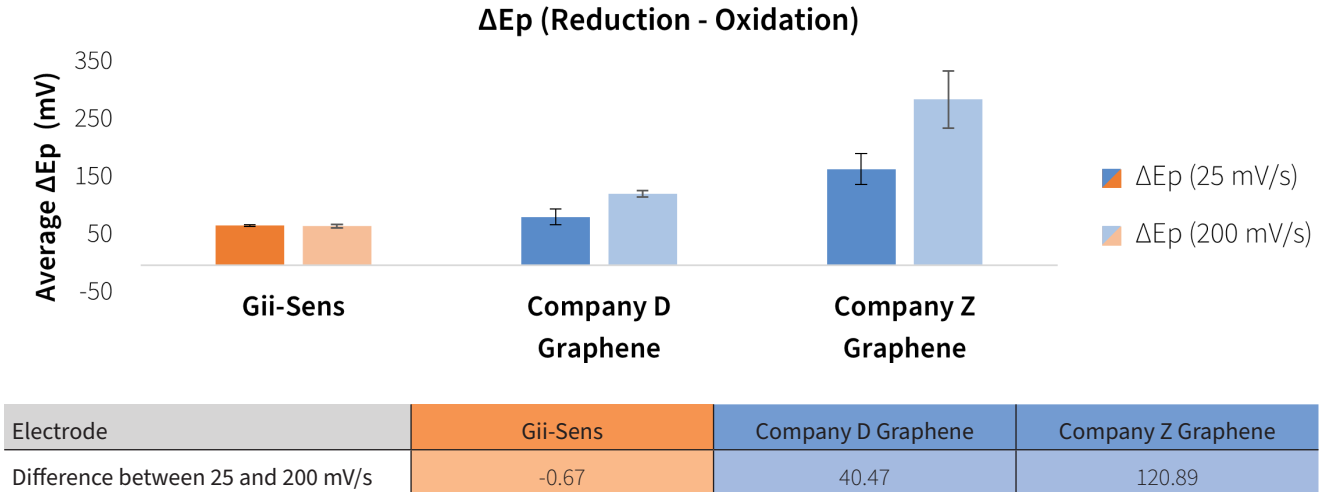 ΔEp (Reduction - Oxidation)
Average ΔEp (mV)
350
250
150
50
-50
Gii-Sens
Company D
Graphene
Company Z
Graphene
ΔEp (25 mV/s)
ΔEp (200 mV/s)
Electrode Gii-Sens Company D Graphene Company Z Graphene
Difference between 25 and 200 mV/s -0.67 40.47 120.89